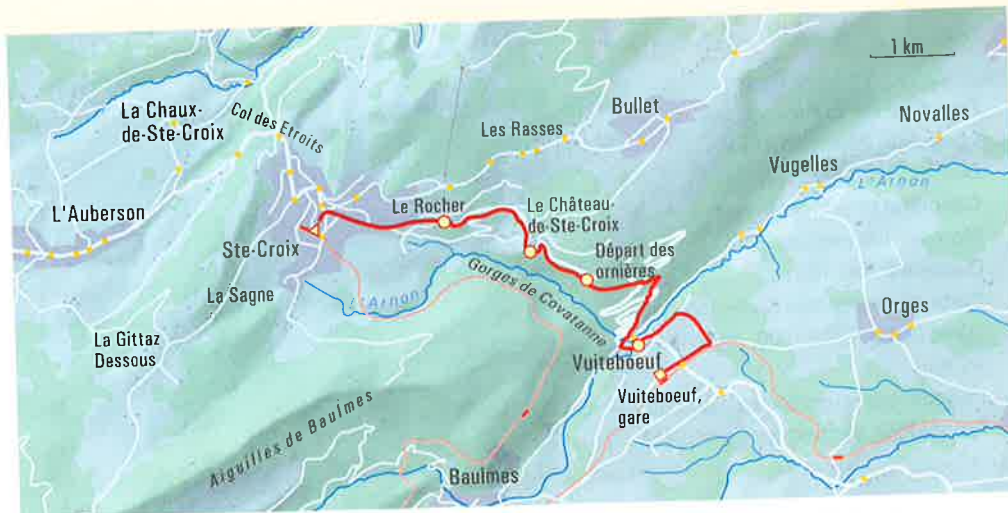 1 km
La Chaux-
de-Ste-Croix
Col des Etroits
Bullet
Novalles
Les Rasses
Vugelles
L'Arnon
L'Auberson
Le Rocher
Le Château-
de-Ste-Croix
Ste-Croix
Départ des
ornières
Gorges de Covatanne
La Sagne
L'Arnon
Orges
La Gittaz
Dessous
Vuiteboeuf
Vuiteboeuf,
gare
Aiguilles de Baulmes
Baulmes